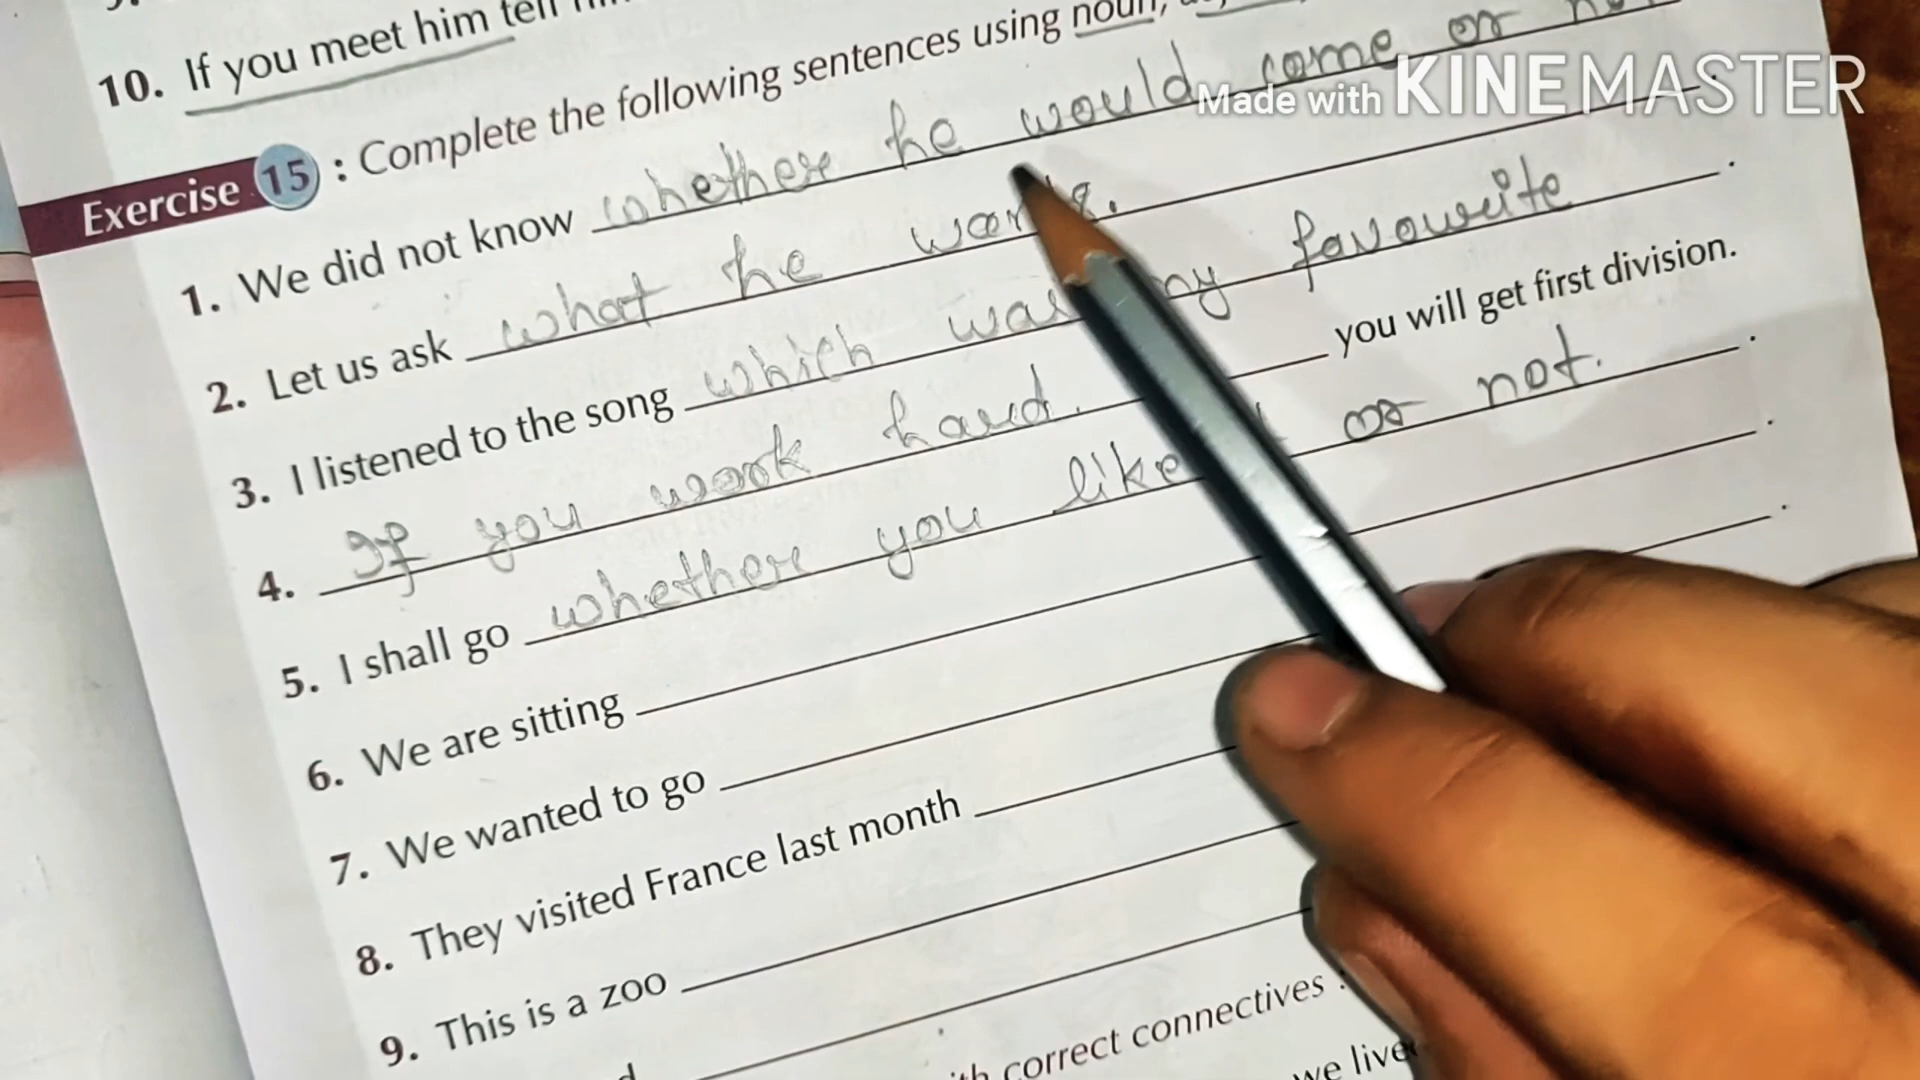 10. If you meet him tell
Made with KINEMASTER
Exercise 15 : Complete the following sentences using noun,
1. We did not know whether he would come or
2. Let us ask what he
3. I listened to the song which was my favourite .
4. If you work hard. you will get first division.
5. I shall go whether you like or not. .
6. We are sitting .
7. We wanted to go .
8. They visited France last month
9. This is a zoo
correct connectives :
we live